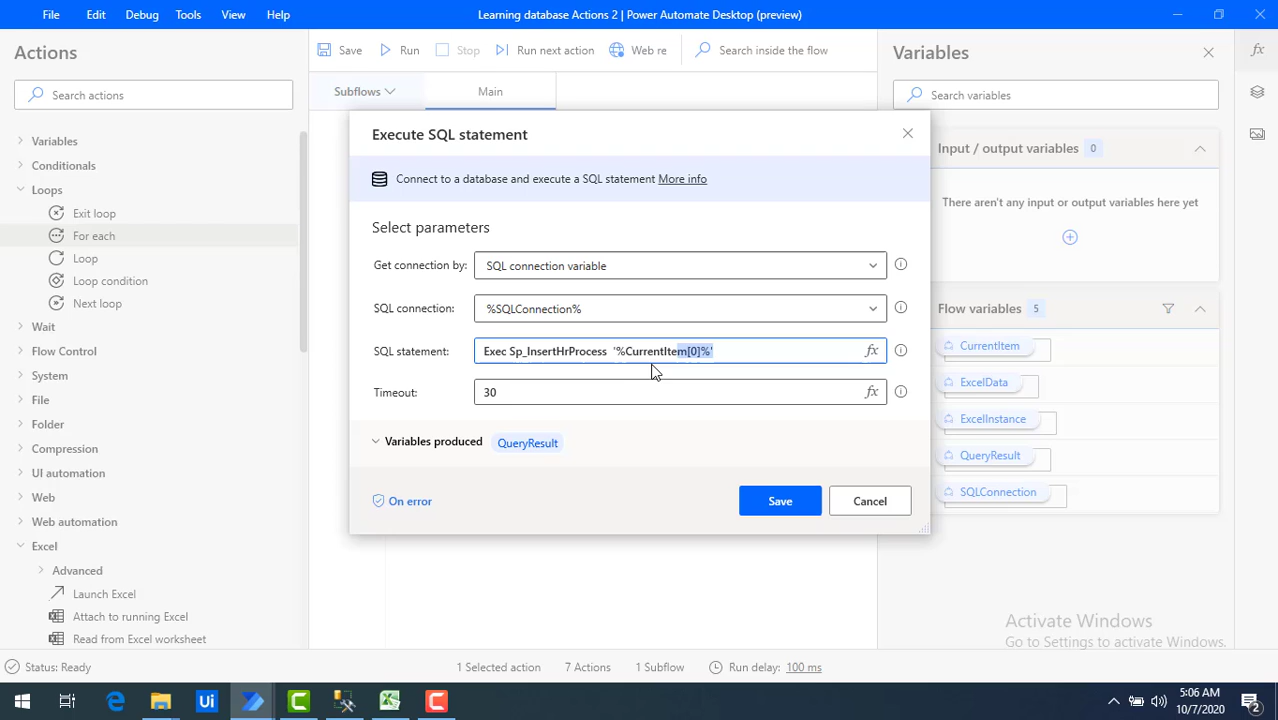 File Edit Debug Tools View Help Learning database Actions 2 | Power Automate Desktop (preview)
Actions
Search actions
Variables
Conditionals
Loops
Exit loop
For each
Loop
Loop condition
Next loop
Wait
Flow Control
System
File
Folder
Compression
UI automation
Web
Web automation
Excel
Advanced
Launch Excel
Attach to running Excel
Read from Excel worksheet
Save Run Stop Run next action Web re Search inside the flow
Subflows Main
Execute SQL statement
Connect to a database and execute a SQL statement More info
Select parameters
Get connection by: SQL connection variable
SQL connection: %SQLConnection%
SQL statement: Exec Sp_InsertHrProcess '%CurrentItem[0]%' fx
Timeout: 30 fx
Variables produced QueryResult
On error Save Cancel
Variables fx
Search variables
Input / output variables 0
There aren't any input or output variables here yet
Flow variables 5
CurrentItem
ExcelData
ExcelInstance
QueryResult
SQLConnection
Activate Windows
Go to Settings to activate Windows.
Status: Ready 1 Selected action 7 Actions 1 Subflow Run delay: 100 ms
Ui C C 5:06 AM
10/7/2020 2